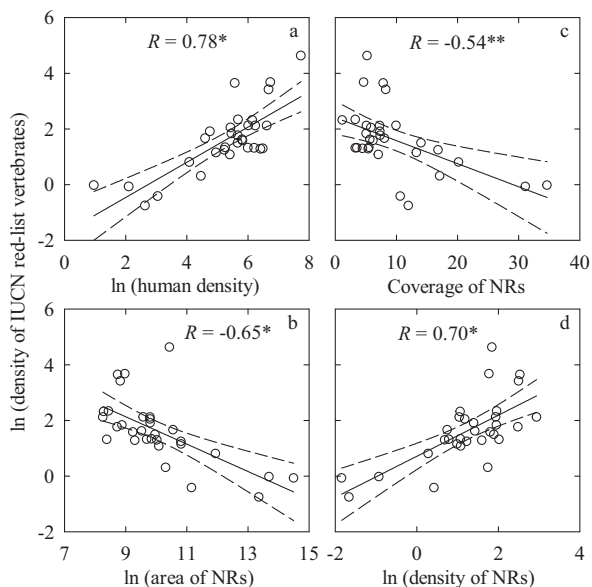 ln (density of IUCN red-list vertebrates)
a
R = 0.78*
6
4
2
0
-2
0 2 4 6 8
ln (human density)
c
R = -0.54**
0 10 20 30 40
Coverage of NRs
b
R = -0.65*
6
4
2
0
-2
7 9 11 13 15
ln (area of NRs)
d
R = 0.70*
-2 0 2 4
ln (density of NRs)